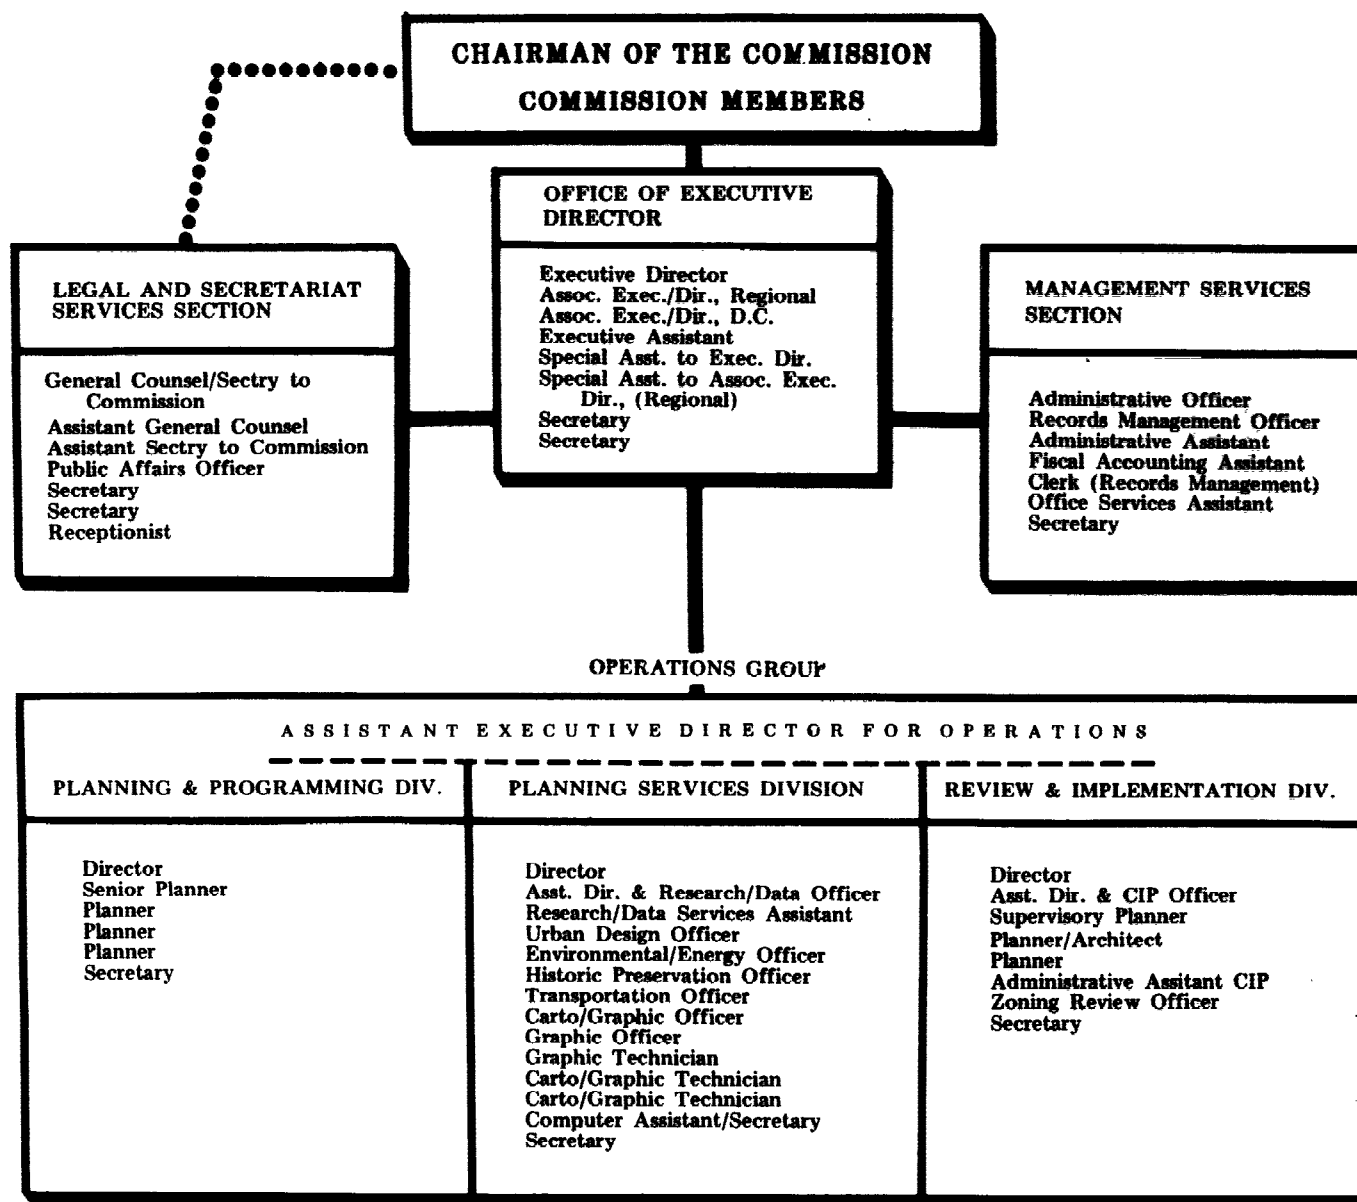 CHAIRMAN OF THE COMMISSION
COMMISSION MEMBERS
OFFICE OF EXECUTIVE
DIRECTOR
Executive Director
Assoc. Exec./Dir., Regional
Assoc. Exec./Dir., D.C.
Executive Assistant
Special Asst. to Exec. Dir.
Special Asst. to Assoc. Exec.
Dir., (Regional)
Secretary
Secretary
LEGAL AND SECRETARIAT
SERVICES SECTION
General Counsel/Sectry to
Commission
Assistant General Counsel
Assistant Sectry to Commission
Public Affairs Officer
Secretary
Secretary
Receptionist
MANAGEMENT SERVICES
SECTION
Administrative Officer
Records Management Officer
Administrative Assistant
Fiscal Accounting Assistant
Clerk (Records Management)
Office Services Assistant
Secretary
OPERATIONS GROUP
ASSISTANT EXECUTIVE DIRECTOR FOR OPERATIONS
PLANNING & PROGRAMMING DIV.
Director
Senior Planner
Planner
Planner
Planner
Secretary
PLANNING SERVICES DIVISION
Director
Asst. Dir. & Research/Data Officer
Research/Data Services Assistant
Urban Design Officer
Environmental/Energy Officer
Historic Preservation Officer
Transportation Officer
Carto/Graphic Officer
Graphic Officer
Graphic Technician
Carto/Graphic Technician
Carto/Graphic Technician
Computer Assistant/Secretary
Secretary
REVIEW & IMPLEMENTATION DIV.
Director
Asst. Dir. & CIP Officer
Supervisory Planner
Planner/Architect
Planner
Administrative Assitant CIP
Zoning Review Officer
Secretary